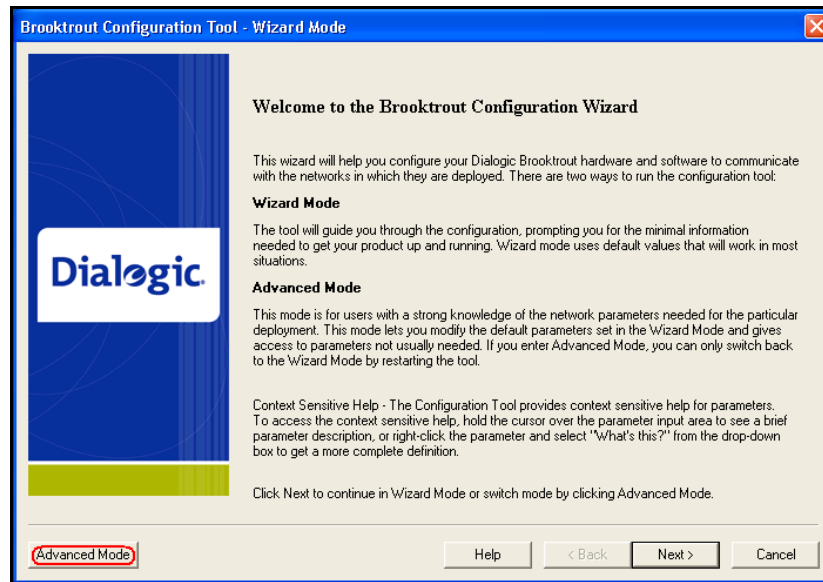 Brooktrout Configuration Tool - Wizard Mode
Welcome to the Brooktrout Configuration Wizard
This wizard will help you configure your Dialogic Brooktrout hardware and software to communicate
with the networks in which they are deployed. There are two ways to run the configuration tool:
Wizard Mode
The tool will guide you through the configuration, prompting you for the minimal information
needed to get your product up and running. Wizard mode uses default values that will work in most
situations.
Dialogic.
Advanced Mode
This mode is for users with a strong knowledge of the network parameters needed for the particular
deployment. This mode lets you modify the default parameters set in the Wizard Mode and gives
access to parameters not usually needed. If you enter Advanced Mode, you can only switch back
to the Wizard Mode by restarting the tool.
Context Sensitive Help - The Configuration Tool provides context sensitive help for parameters.
To access the context sensitive help, hold the cursor over the parameter input area to see a brief
parameter description, or right-click the parameter and select "What's this?" from the drop-down
box to get a more complete definition.
Click Next to continue in Wizard Mode or switch mode by clicking Advanced Mode.
Advanced Mode
Help
< Back
Next >
Cancel